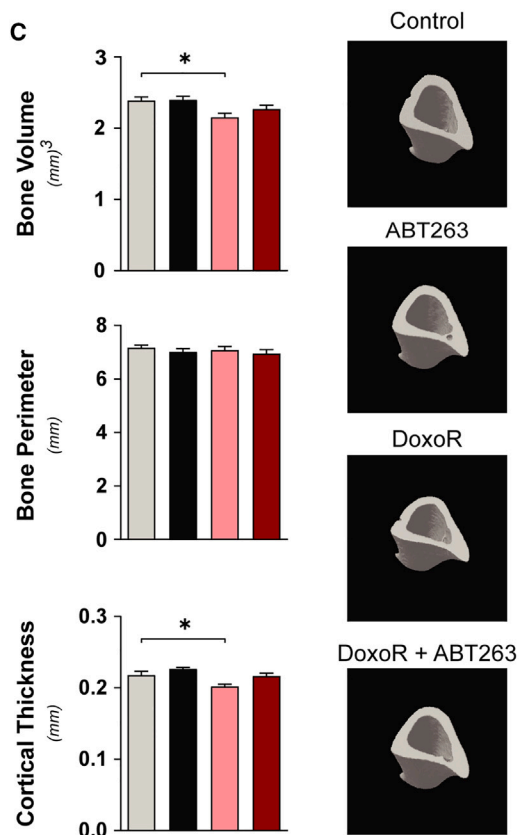 C
Bone Volume
(mm)³
3
2
1
0
*
Bone Perimeter
(mm)
8
6
4
2
0
Cortical Thickness
(mm)
0.3
0.2
0.1
0.0
*
Control
ABT263
DoxoR
DoxoR + ABT263